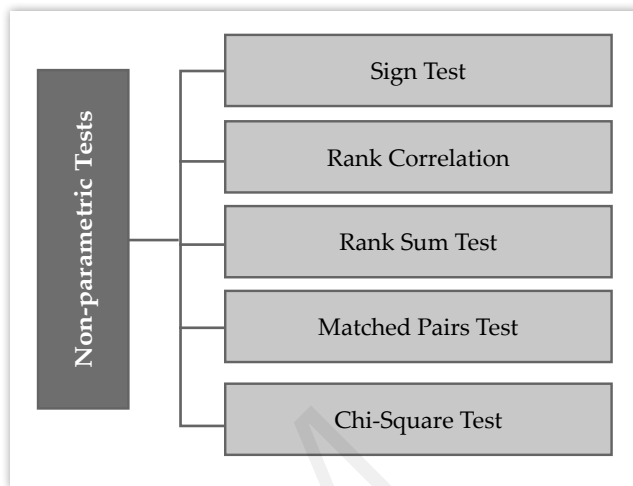 Non-parametric Tests
Sign Test
Rank Correlation
Rank Sum Test
Matched Pairs Test
Chi-Square Test